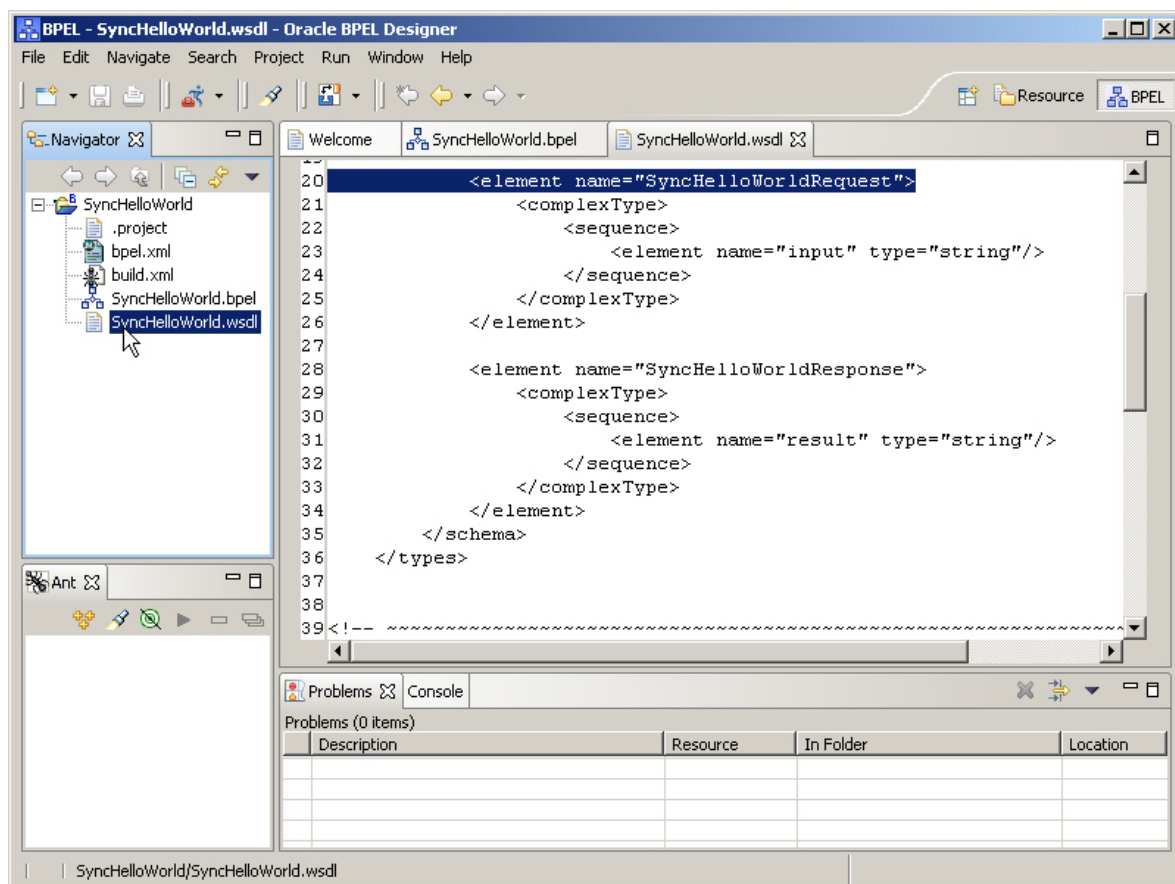 BPEL - SyncHelloWorld.wsdl - Oracle BPEL Designer
File Edit Navigate Search Project Run Window Help
Resource BPEL
Navigator
SyncHelloWorld
.project
bpel.xml
build.xml
SyncHelloWorld.bpel
SyncHelloWorld.wsdl
Welcome SyncHelloWorld.bpel SyncHelloWorld.wsdl
20 <element name="SyncHelloWorldRequest">
21 <complexType>
22 <sequence>
23 <element name="input" type="string"/>
24 </sequence>
25 </complexType>
26 </element>
27
28 <element name="SyncHelloWorldResponse">
29 <complexType>
30 <sequence>
31 <element name="result" type="string"/>
32 </sequence>
33 </complexType>
34 </element>
35 </schema>
36 </types>
37
38
39 <!-- ~~~~~~~~~~~~~~~~~~~~~~~~~~~~~~~~~~~~~~~~~~~~~~~~~~~~~~~~~~~~~~
Ant
Problems Console
Problems (0 items)
Description Resource In Folder Location
SyncHelloWorld/SyncHelloWorld.wsdl